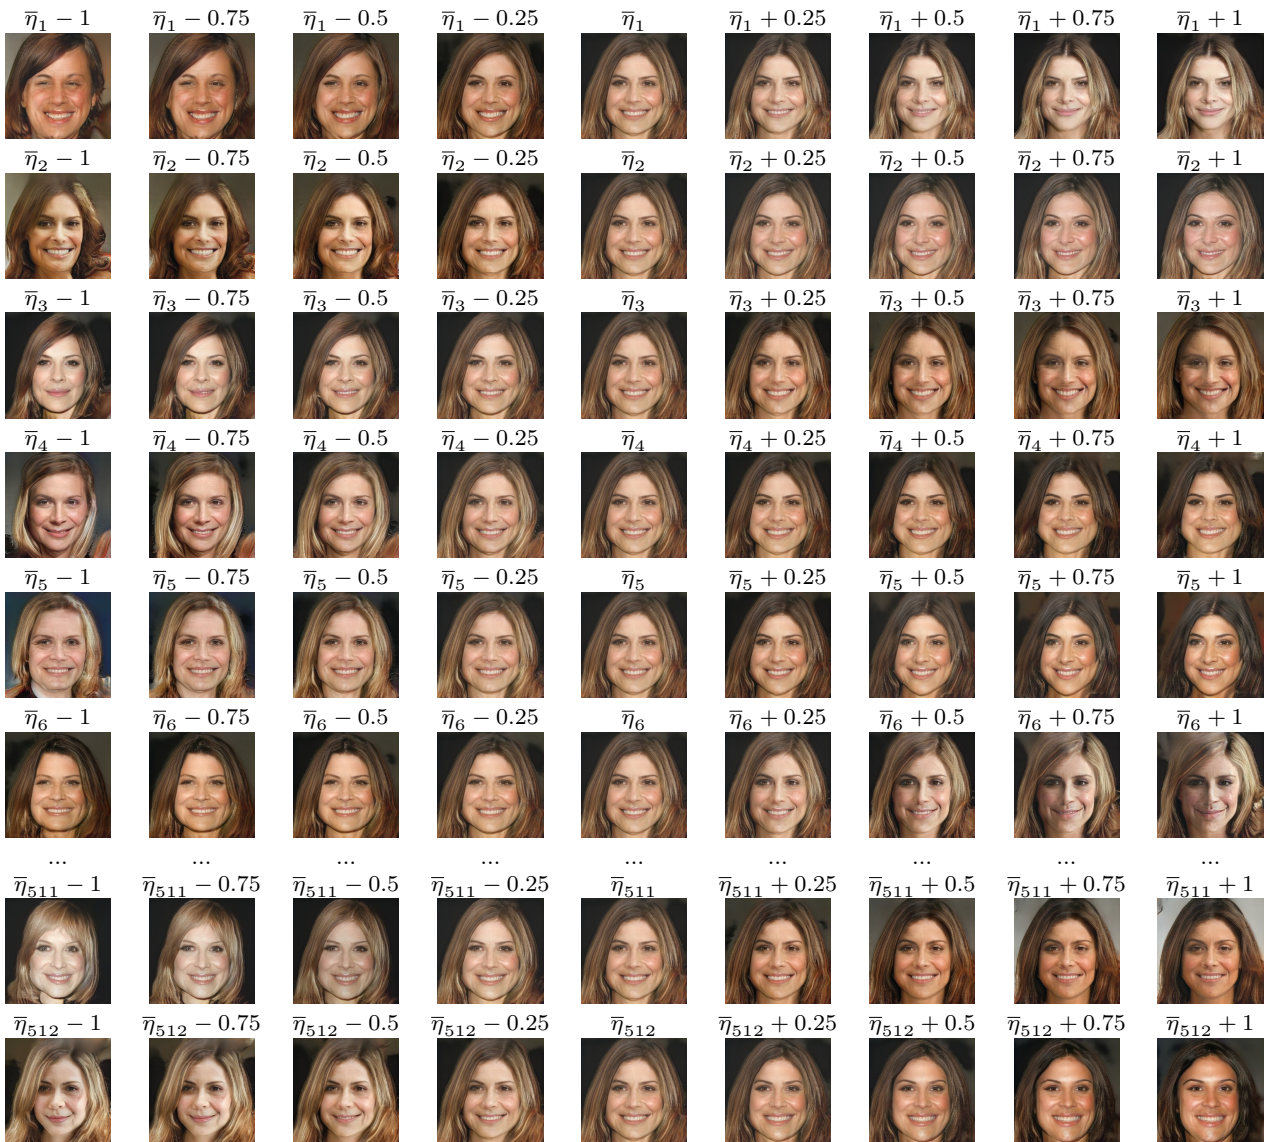 η̅₁ − 1 η̅₁ − 0.75 η̅₁ − 0.5 η̅₁ − 0.25 η̅₁ η̅₁ + 0.25 η̅₁ + 0.5 η̅₁ + 0.75 η̅₁ + 1
η̅₂ − 1 η̅₂ − 0.75 η̅₂ − 0.5 η̅₂ − 0.25 η̅₂ η̅₂ + 0.25 η̅₂ + 0.5 η̅₂ + 0.75 η̅₂ + 1
η̅₃ − 1 η̅₃ − 0.75 η̅₃ − 0.5 η̅₃ − 0.25 η̅₃ η̅₃ + 0.25 η̅₃ + 0.5 η̅₃ + 0.75 η̅₃ + 1
η̅₄ − 1 η̅₄ − 0.75 η̅₄ − 0.5 η̅₄ − 0.25 η̅₄ η̅₄ + 0.25 η̅₄ + 0.5 η̅₄ + 0.75 η̅₄ + 1
η̅₅ − 1 η̅₅ − 0.75 η̅₅ − 0.5 η̅₅ − 0.25 η̅₅ η̅₅ + 0.25 η̅₅ + 0.5 η̅₅ + 0.75 η̅₅ + 1
η̅₆ − 1 η̅₆ − 0.75 η̅₆ − 0.5 η̅₆ − 0.25 η̅₆ η̅₆ + 0.25 η̅₆ + 0.5 η̅₆ + 0.75 η̅₆ + 1
... ... ... ... ... ... ... ... ...
η̅₅₁₁ − 1 η̅₅₁₁ − 0.75 η̅₅₁₁ − 0.5 η̅₅₁₁ − 0.25 η̅₅₁₁ η̅₅₁₁ + 0.25 η̅₅₁₁ + 0.5 η̅₅₁₁ + 0.75 η̅₅₁₁ + 1
η̅₅₁₂ − 1 η̅₅₁₂ − 0.75 η̅₅₁₂ − 0.5 η̅₅₁₂ − 0.25 η̅₅₁₂ η̅₅₁₂ + 0.25 η̅₅₁₂ + 0.5 η̅₅₁₂ + 0.75 η̅₅₁₂ + 1